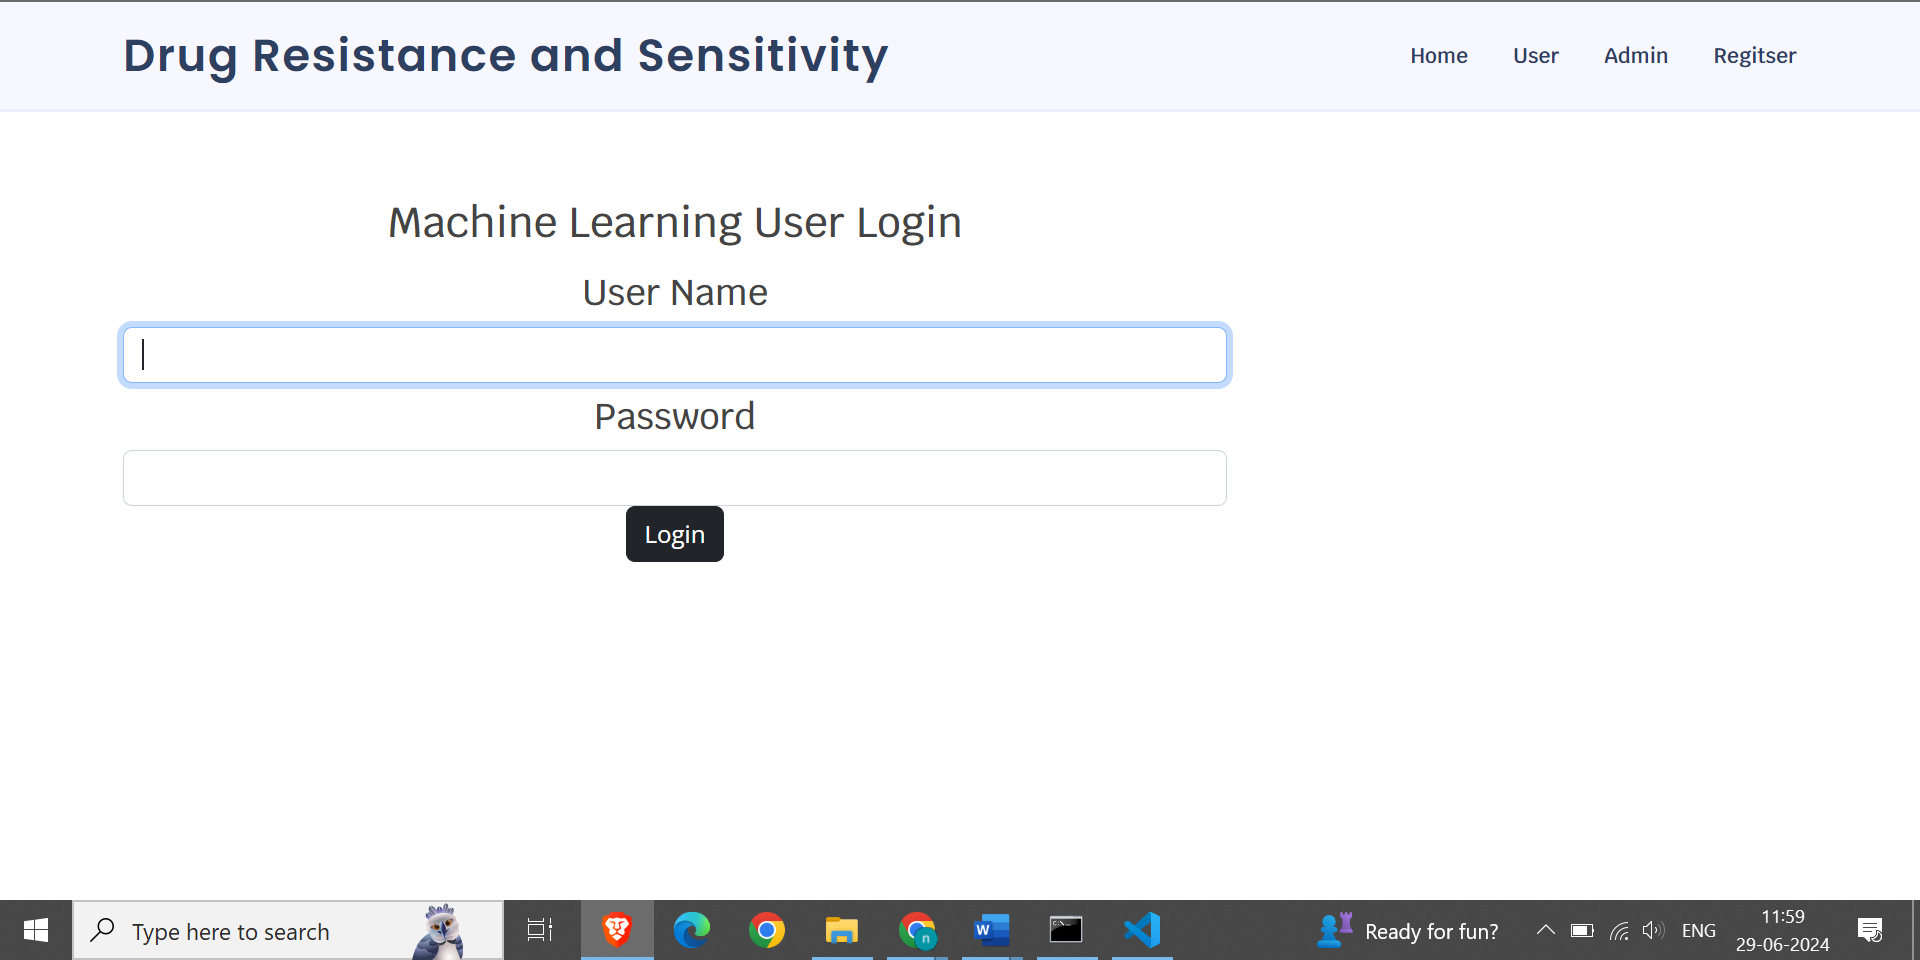 Drug Resistance and Sensitivity
Home User Admin Regitser
Machine Learning User Login
User Name
Password
Login
Type here to search
Ready for fun?
ENG
11:59
29-06-2024